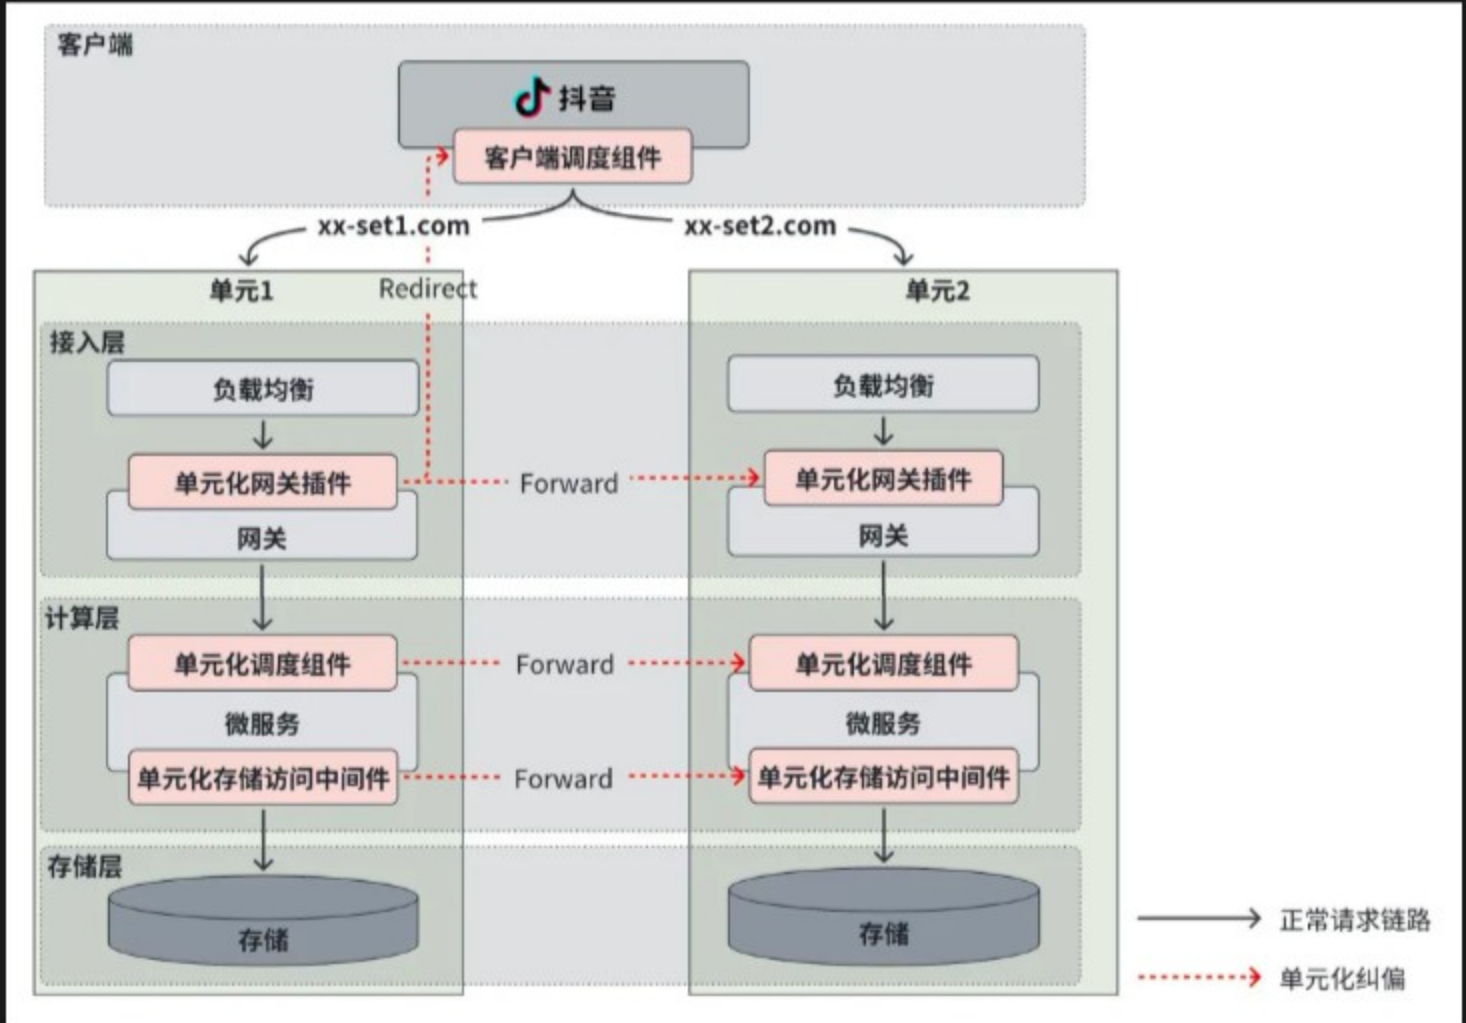 客户端
抖音
客户端调度组件
xx-set1.com
xx-set2.com
单元1
Redirect
单元2
接入层
负载均衡
负载均衡
单元化网关插件
Forward
单元化网关插件
网关
网关
计算层
单元化调度组件
Forward
单元化调度组件
微服务
微服务
单元化存储访问中间件
Forward
单元化存储访问中间件
存储层
存储
存储
正常请求链路
单元化纠偏